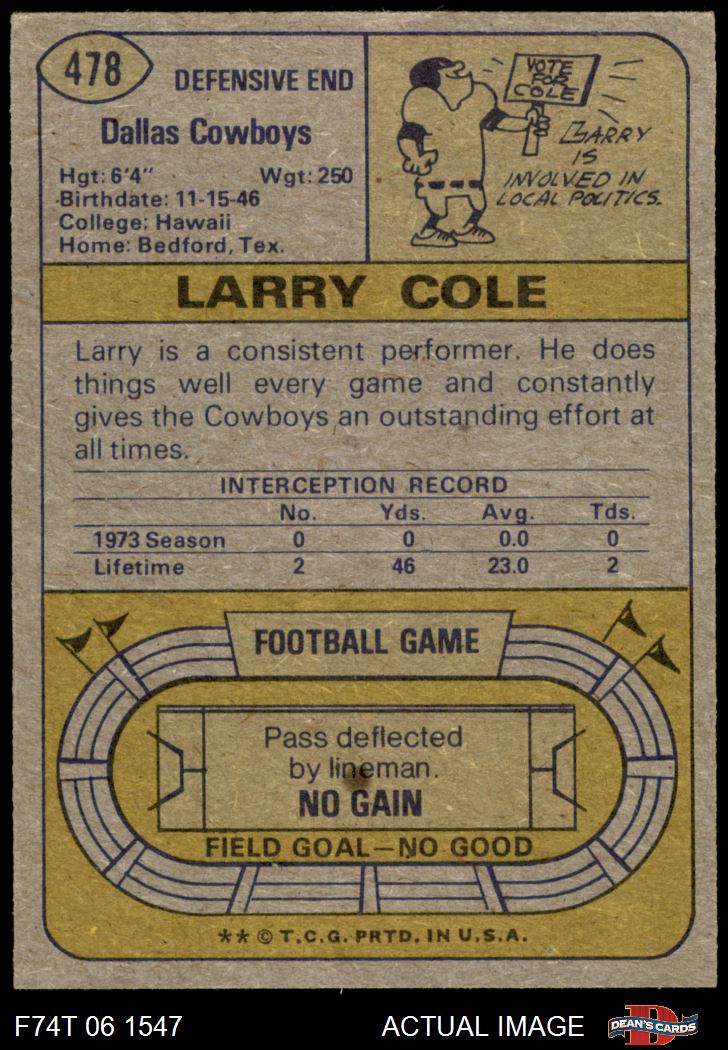 478
DEFENSIVE END
Dallas Cowboys
Hgt: 6'4" Wgt: 250
Birthdate: 11-15-46
College: Hawaii
Home: Bedford, Tex.
VOTE
FOR
COLE
LARRY
IS
INVOLVED IN
LOCAL POLITICS.
LARRY COLE
Larry is a consistent performer. He does
things well every game and constantly
gives the Cowboys an outstanding effort at
all times.
INTERCEPTION RECORD
No. Yds. Avg. Tds.
1973 Season 0 0 0.0 0
Lifetime 2 46 23.0 2
FOOTBALL GAME
Pass deflected
by lineman.
NO GAIN
FIELD GOAL—NO GOOD
** © T.C.G. PRTD. IN U.S.A.
F74T 06 1547 ACTUAL IMAGE
DEAN'S CARDS